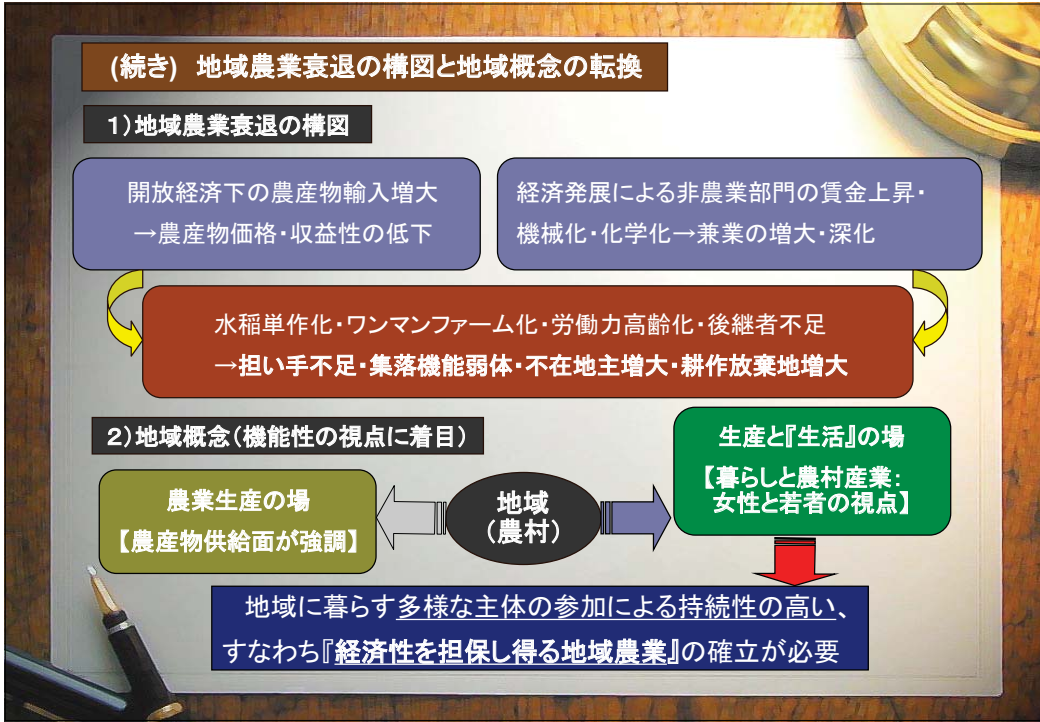 (続き) 地域農業衰退の構図と地域概念の転換
1)地域農業衰退の構図
開放経済下の農産物輸入増大
→農産物価格・収益性の低下
経済発展による非農業部門の賃金上昇・
機械化・化学化→兼業の増大・深化
水稲単作化・ワンマンファーム化・労働力高齢化・後継者不足
→担い手不足・集落機能弱体・不在地主増大・耕作放棄地増大
2)地域概念(機能性の視点に着目)
農業生産の場
【農産物供給面が強調】
地域
(農村)
生産と『生活』の場
【暮らしと農村産業:
女性と若者の視点】
地域に暮らす多様な主体の参加による持続性の高い、
すなわち『経済性を担保し得る地域農業』の確立が必要